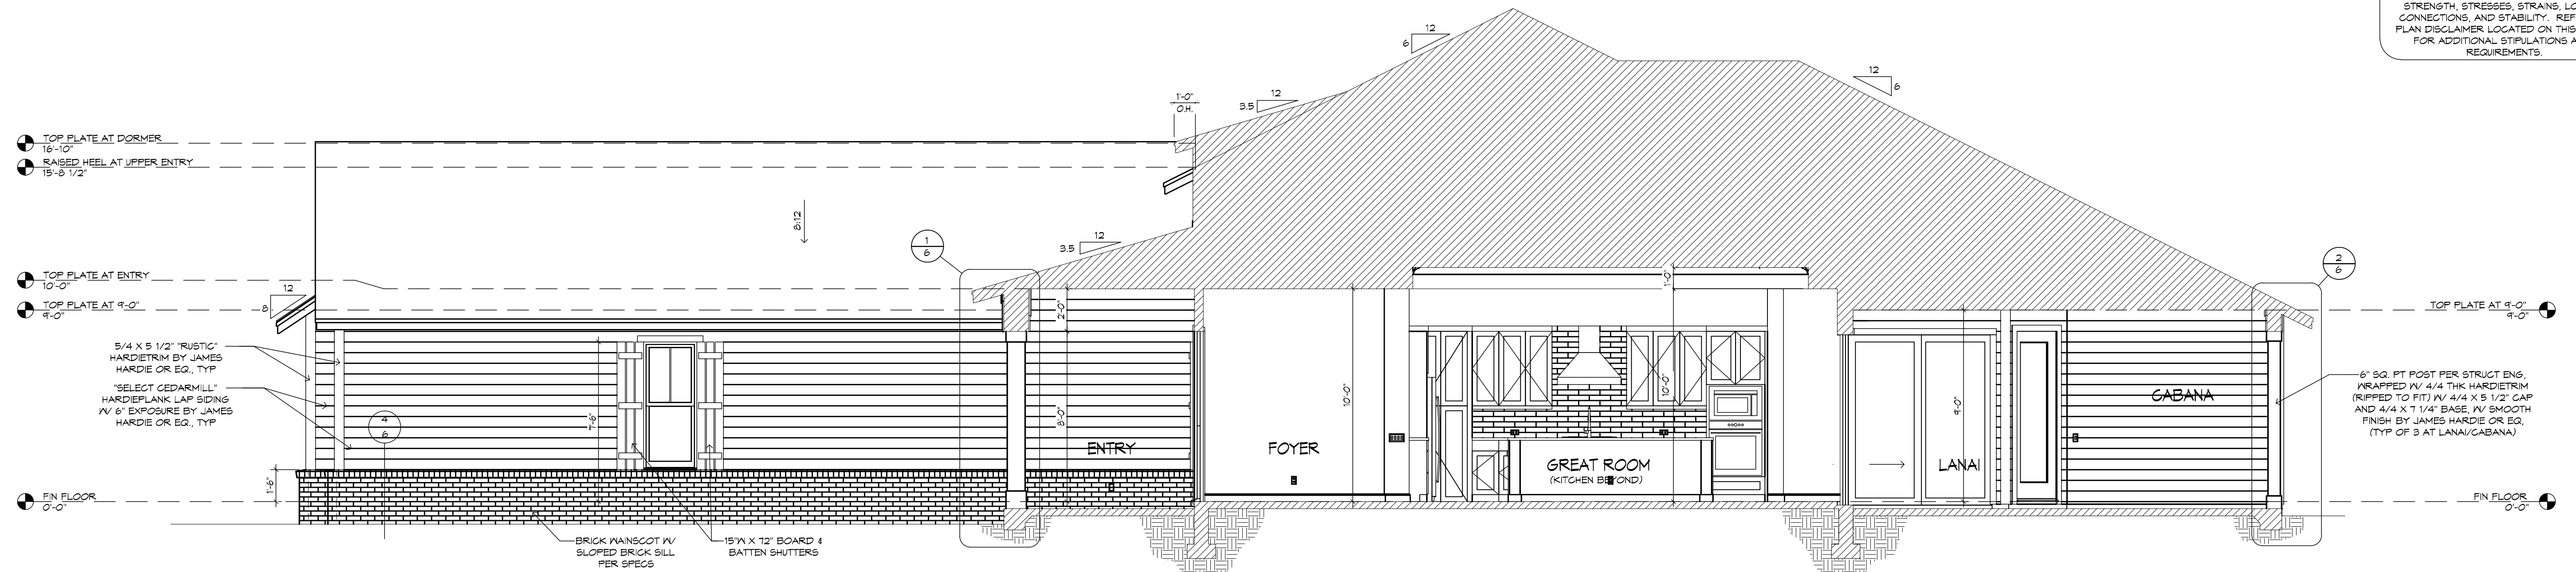 STRENGTH, STRESSES, STRAINS,
CONNECTIONS, AND STABILITY.
PLAN DISCLAIMER LOCATED ON THIS
FOR ADDITIONAL STIPULATIONS
REQUIREMENTS.
12
6
12
3.5
12
6
1'-0"
O.H.
TOP PLATE AT DORMER
16'-10"
RAISED HEEL AT UPPER ENTRY
15'-8 1/2"
8:12
12
3.5
1
6
2
6
TOP PLATE AT ENTRY
10'-0"
TOP PLATE AT 9'-0"
9'-0"
12
8
TOP PLATE AT 9'-0"
9'-0"
2'-0"
1'-0"
5/4 X 5 1/2" "RUSTIC"
HARDIETRIM BY JAMES
HARDIE OR EQ., TYP
"SELECT CEDARMILL"
HARDIEPLANK LAP SIDING
W/ 6" EXPOSURE BY JAMES
HARDIE OR EQ., TYP
4
6
7'-6"
8'-0"
10'-0"
10'-0"
9'-0"
ENTRY
FOYER
GREAT ROOM
(KITCHEN BEYOND)
LANAI
CABANA
6" SQ. PT POST PER STRUCT ENG,
WRAPPED W/ 4/4 THK HARDIETRIM
(RIPPED TO FIT) W/ 4/4 X 5 1/2" CAP
AND 4/4 X 7 1/4" BASE, W/ SMOOTH
FINISH BY JAMES HARDIE OR EQ,
(TYP OF 3 AT LANAI/CABANA)
1'-6"
FIN FLOOR
0'-0"
FIN FLOOR
0'-0"
BRICK WAINSCOT W/
SLOPED BRICK SILL
PER SPECS
15"W X 72" BOARD &
BATTEN SHUTTERS